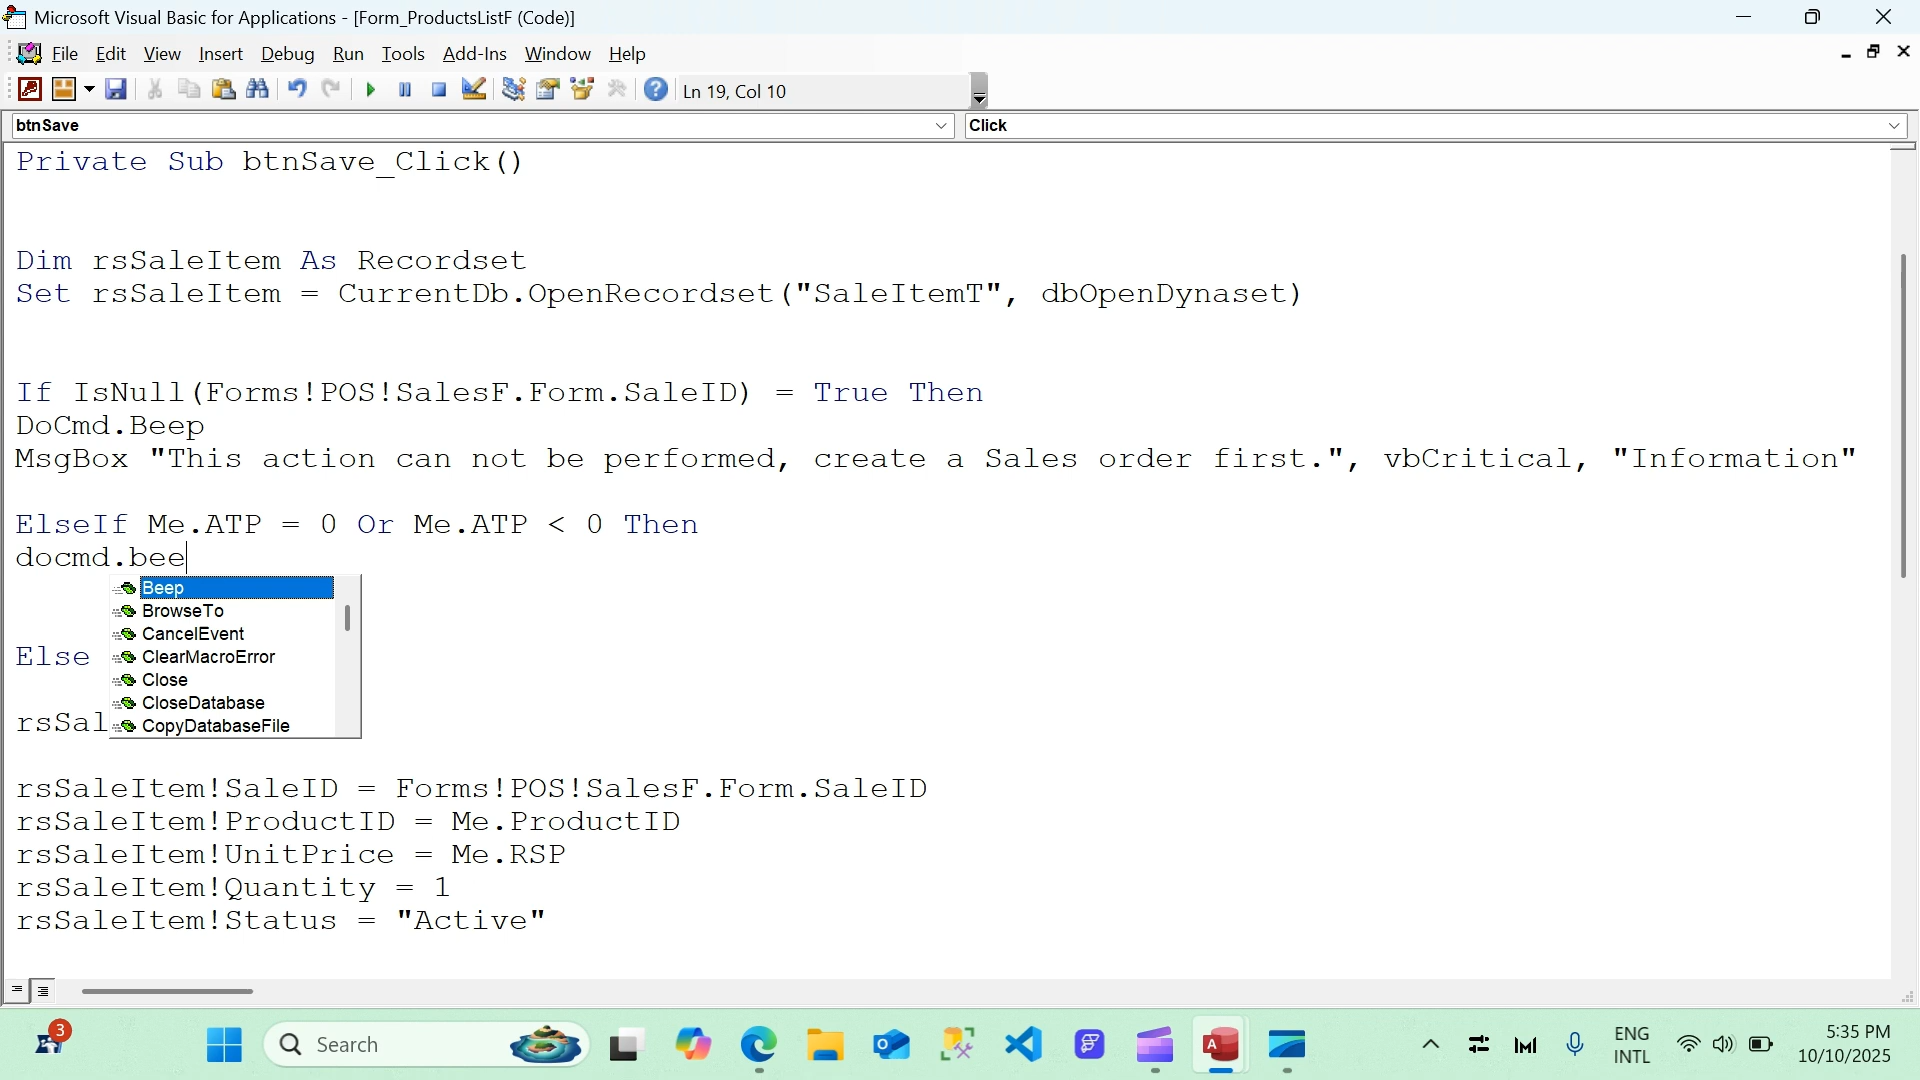 Microsoft Visual Basic for Applications - [Form_ProductsListF (Code)]
File Edit View Insert Debug Run Tools Add-Ins Window Help
Ln 19, Col 10
btnSave
Click
Private Sub btnSave_Click()
Dim rsSaleItem As Recordset
Set rsSaleItem = CurrentDb.OpenRecordset("SaleItemT", dbOpenDynaset)
If IsNull(Forms!POS!SalesF.Form.SaleID) = True Then
DoCmd.Beep
MsgBox "This action can not be performed, create a Sales order first.", vbCritical, "Information"
ElseIf Me.ATP = 0 Or Me.ATP < 0 Then
docmd.bee
Beep
BrowseTo
CancelEvent
Else
ClearMacroError
Close
CloseDatabase
rsSal
CopyDatabaseFile
rsSaleItem!SaleID = Forms!POS!SalesF.Form.SaleID
rsSaleItem!ProductID = Me.ProductID
rsSaleItem!UnitPrice = Me.RSP
rsSaleItem!Quantity = 1
rsSaleItem!Status = "Active"
3
Search
ENG
INTL
5:35 PM
10/10/2025